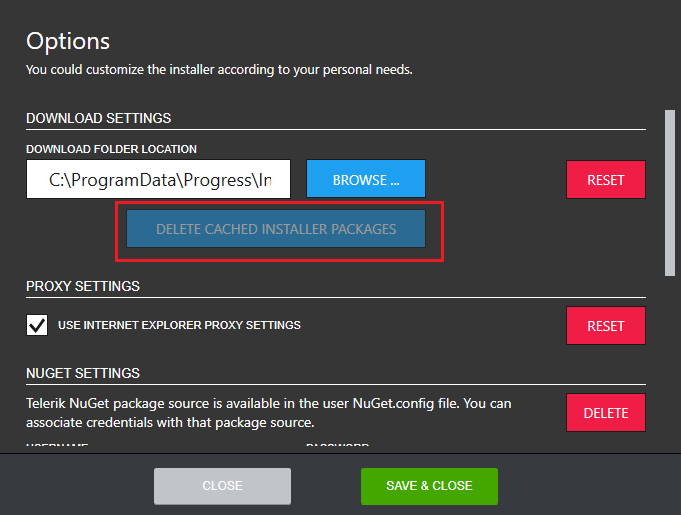 Options
You could customize the installer according to your personal needs.
DOWNLOAD SETTINGS
DOWNLOAD FOLDER LOCATION
C:\ProgramData\Progress\In
BROWSE ...
RESET
DELETE CACHED INSTALLER PACKAGES
PROXY SETTINGS
USE INTERNET EXPLORER PROXY SETTINGS
RESET
NUGET SETTINGS
Telerik NuGet package source is available in the user NuGet.config file. You can
associate credentials with that package source.
DELETE
USERNAME
PASSWORD
CLOSE
SAVE & CLOSE